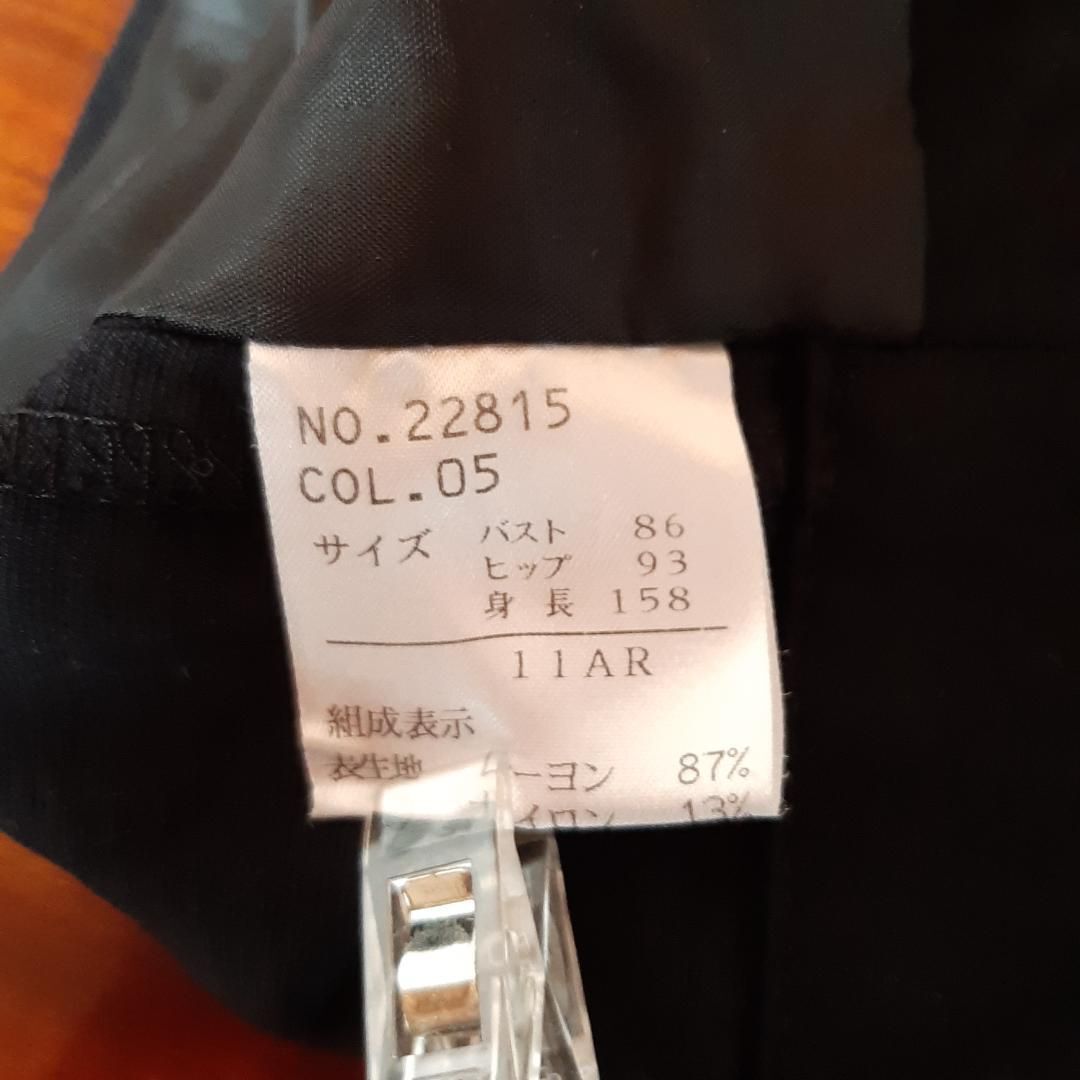 NO.22815
COL.05
サイズ バスト 86
ヒップ 93
身長 158
11AR
組成表示
表生地 レーヨン 87%
ナイロン 13%